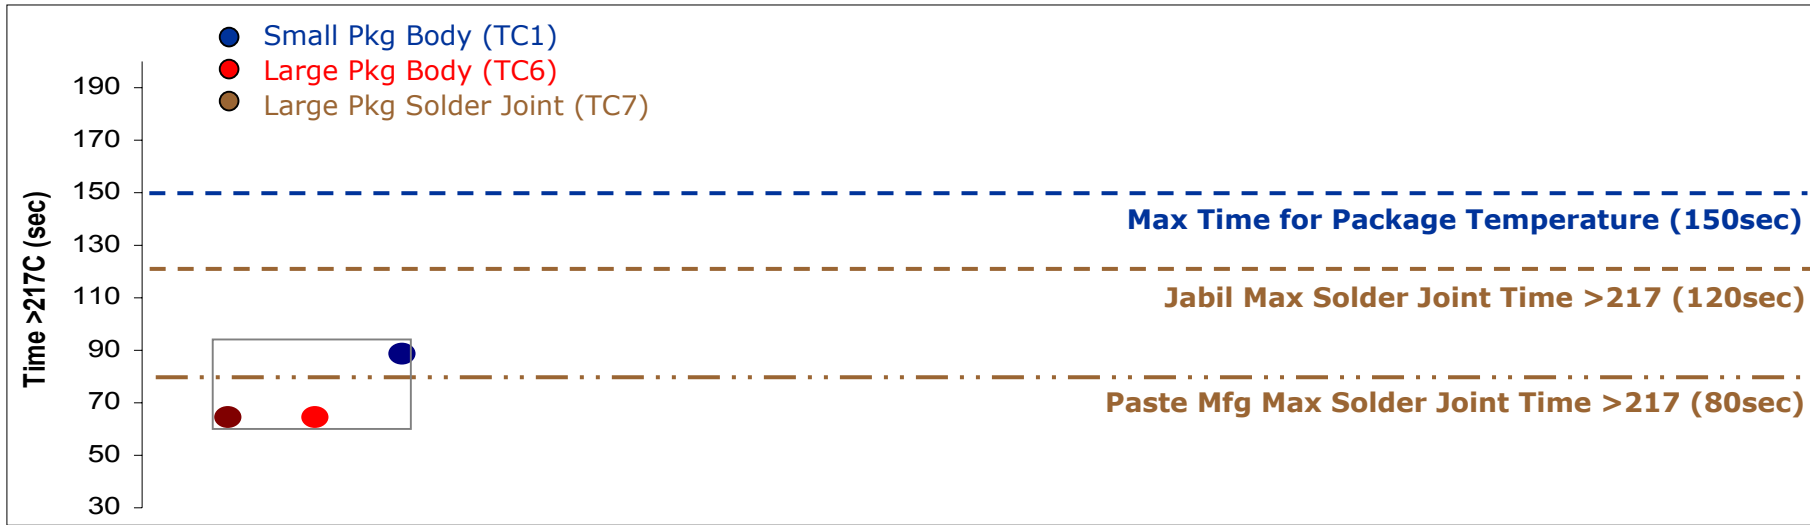 Small Pkg Body (TC1)
Large Pkg Body (TC6)
Large Pkg Solder Joint (TC7)
Time >217C (sec)
190
170
150
130
110
90
70
50
30
Max Time for Package Temperature (150sec)
Jabil Max Solder Joint Time >217 (120sec)
Paste Mfg Max Solder Joint Time >217 (80sec)